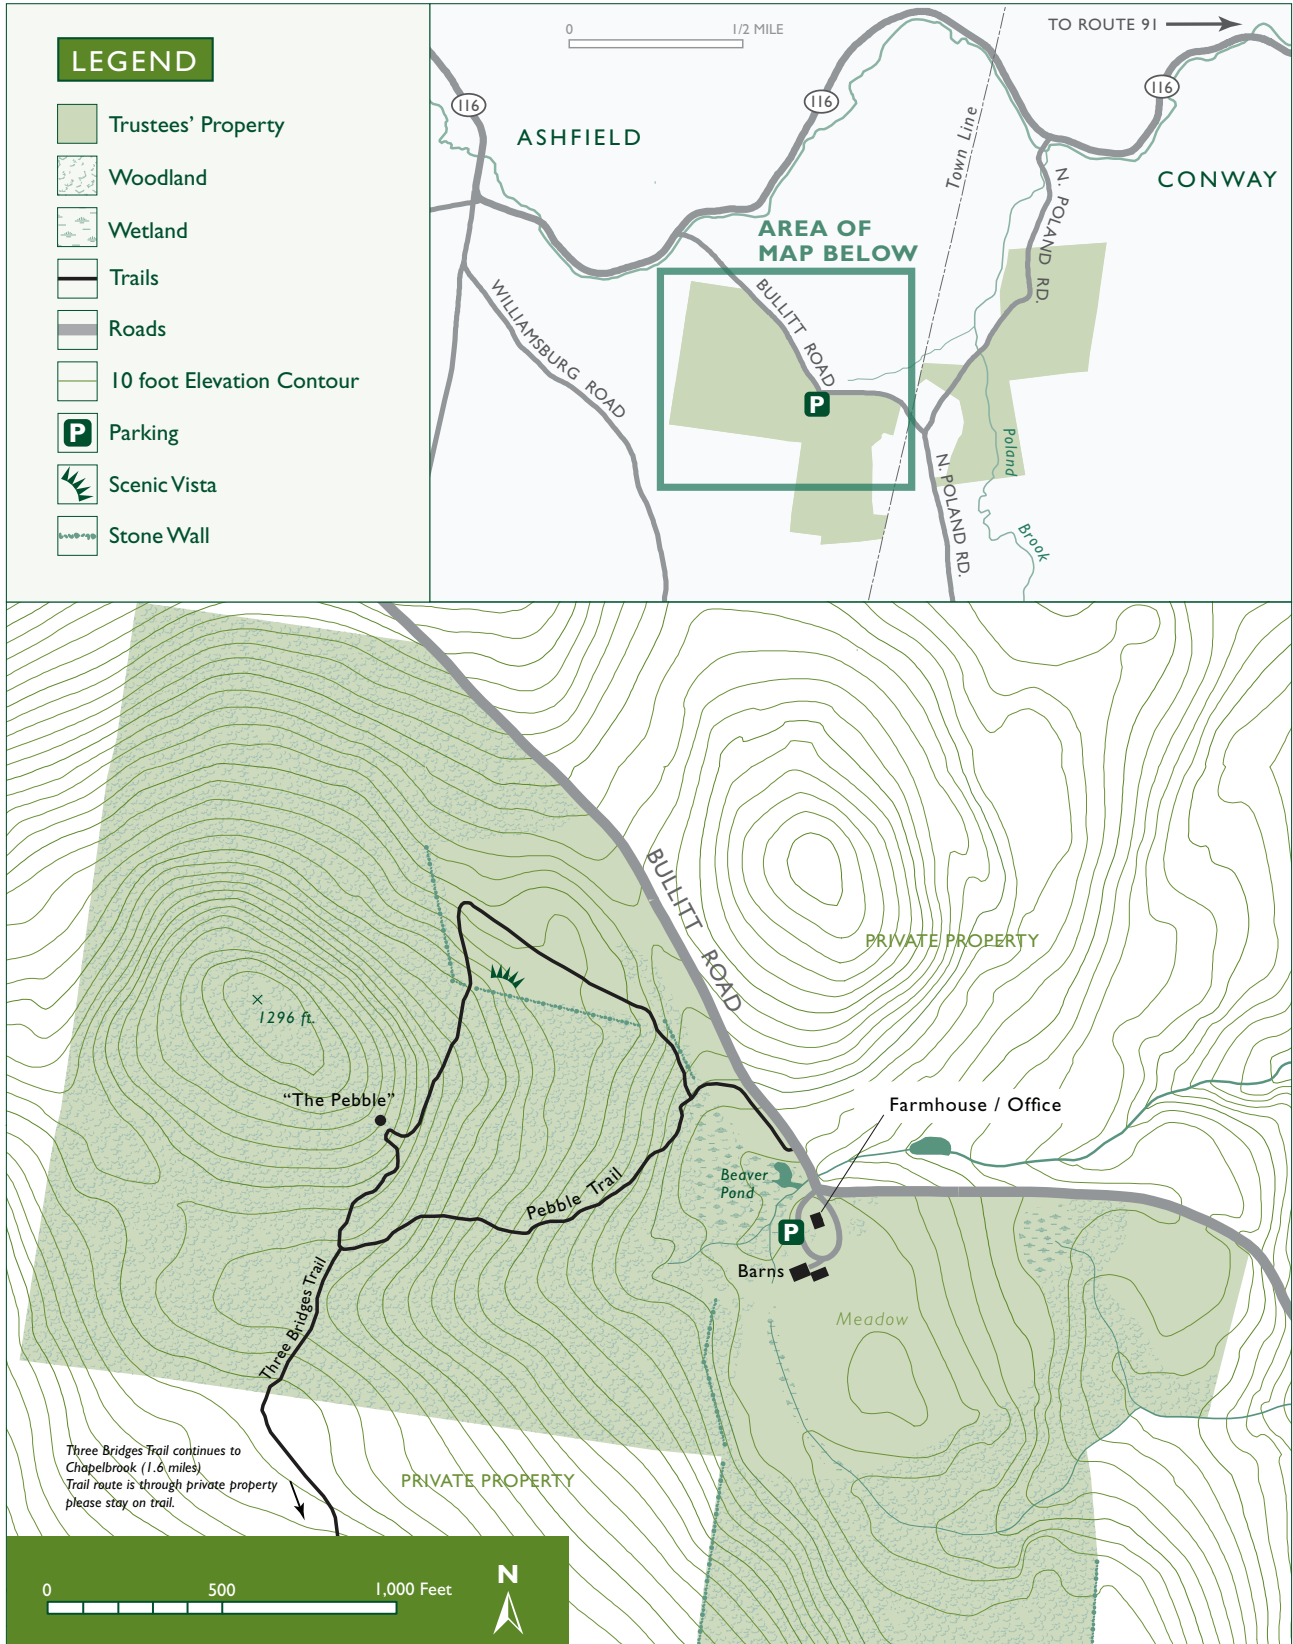 LEGEND
Trustees’ Property
Woodland
Wetland
Trails
Roads
10 foot Elevation Contour
P
Parking
Scenic Vista
Stone Wall
0
1/2 MILE
TO ROUTE 91
116
116
116
ASHFIELD
Town Line
CONWAY
N. POLAND RD.
AREA OF
MAP BELOW
WILLIAMSBURG ROAD
BULLITT ROAD
P
Poland
Brook
N. POLAND RD.
BULLITT ROAD
PRIVATE PROPERTY
1296 ft.
“The Pebble”
Farmhouse / Office
Beaver
Pond
Pebble Trail
P
Barns
Three Bridges Trail
Meadow
Three Bridges Trail continues to
Chapelbrook (1.6 miles)
Trail route is through private property
please stay on trail.
PRIVATE PROPERTY
0
500
1,000 Feet
N